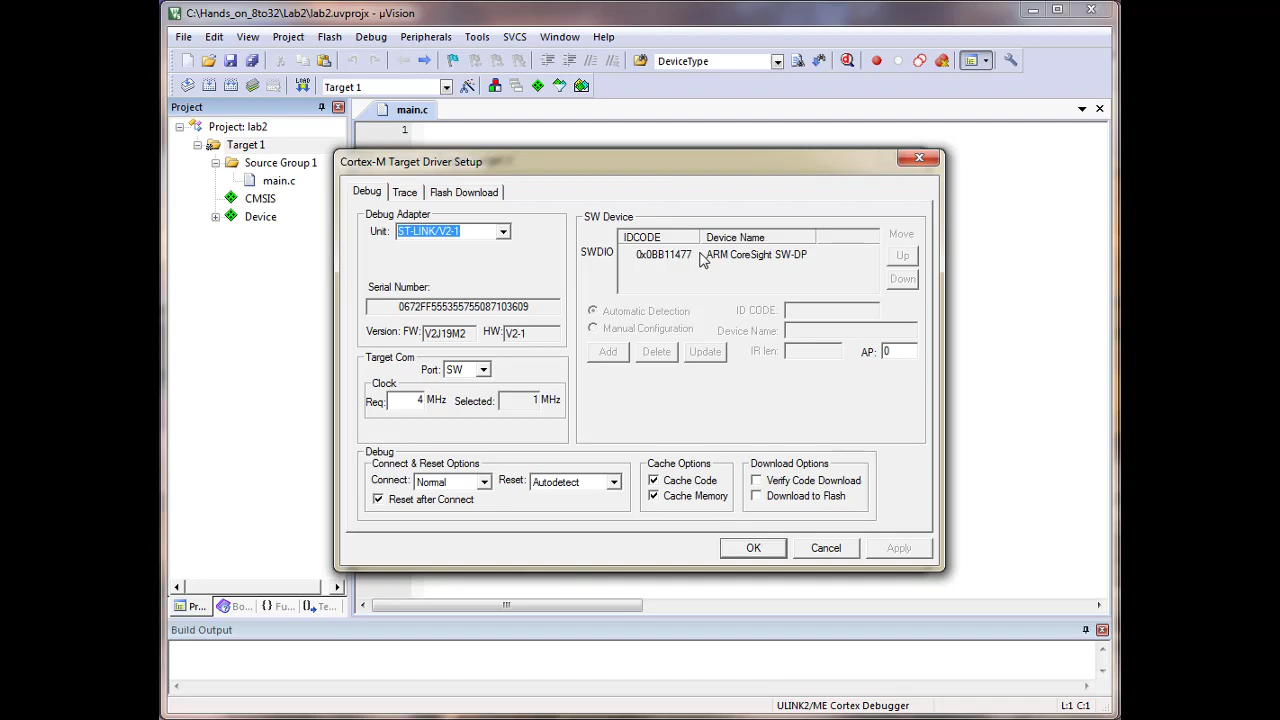 C:\Hands_on_8to32\Lab2\lab2.uvprojx - µVision
File Edit View Project Flash Debug Peripherals Tools SVCS Window Help
DeviceType
LOAD Target 1
Project
main.c
Project: lab2
1
Target 1
Source Group 1
main.c
CMSIS
Device
Cortex-M Target Driver Setup
Debug Trace Flash Download
Debug Adapter
Unit: ST-LINK/V2-1
Serial Number:
0672FF555355755087103609
Version: FW: V2J19M2 HW: V2-1
Target Com
Port: SW
Clock
Req: 4 MHz Selected: 1 MHz
SW Device
IDCODE Device Name Move
SWDIO 0x0BB11477 ARM CoreSight SW-DP Up
Down
Automatic Detection ID CODE:
Manual Configuration Device Name:
Add Delete Update IR len: AP: 0
Debug
Connect & Reset Options
Connect: Normal Reset: Autodetect
Reset after Connect
Cache Options
Cache Code
Cache Memory
Download Options
Verify Code Download
Download to Flash
OK Cancel Apply
Pr... Bo... {} Fu... Te...
Build Output
ULINK2/ME Cortex Debugger L:1 C:1